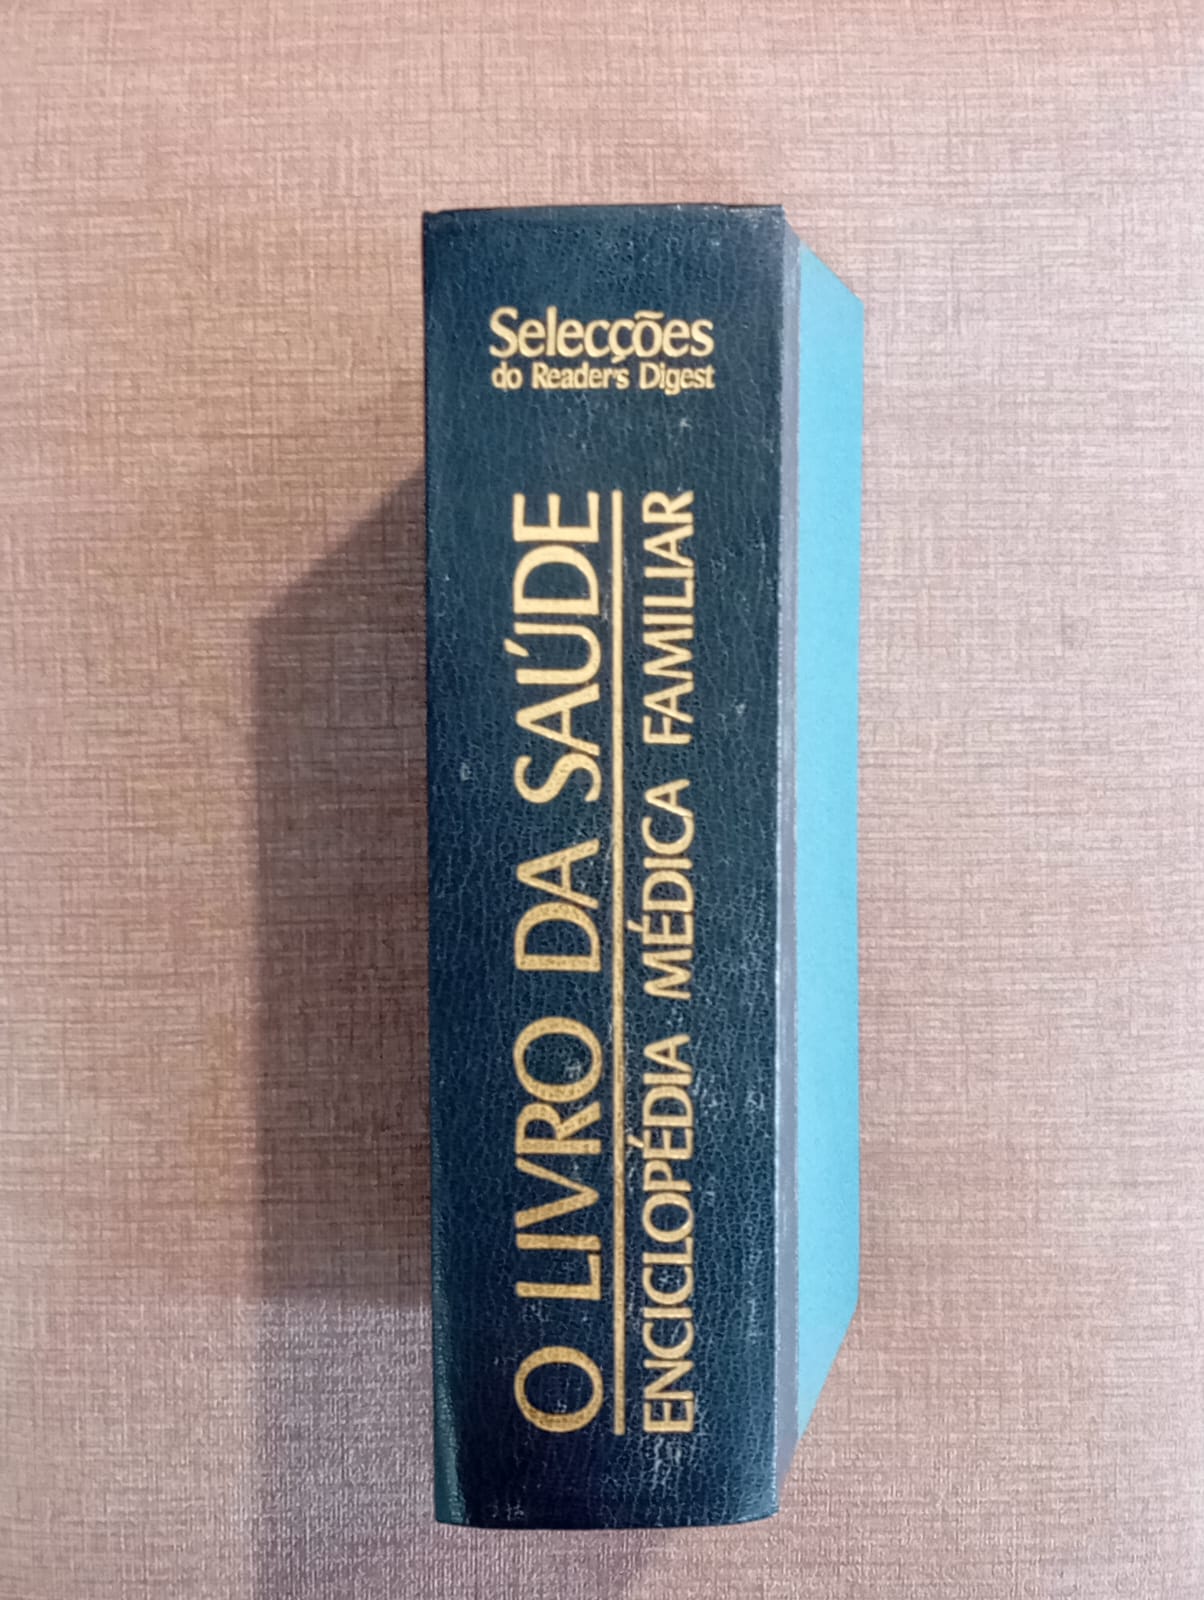 Selecções
do Reader's Digest
O LIVRO DA SAÚDE
ENCICLOPÉDIA MÉDICA FAMILIAR